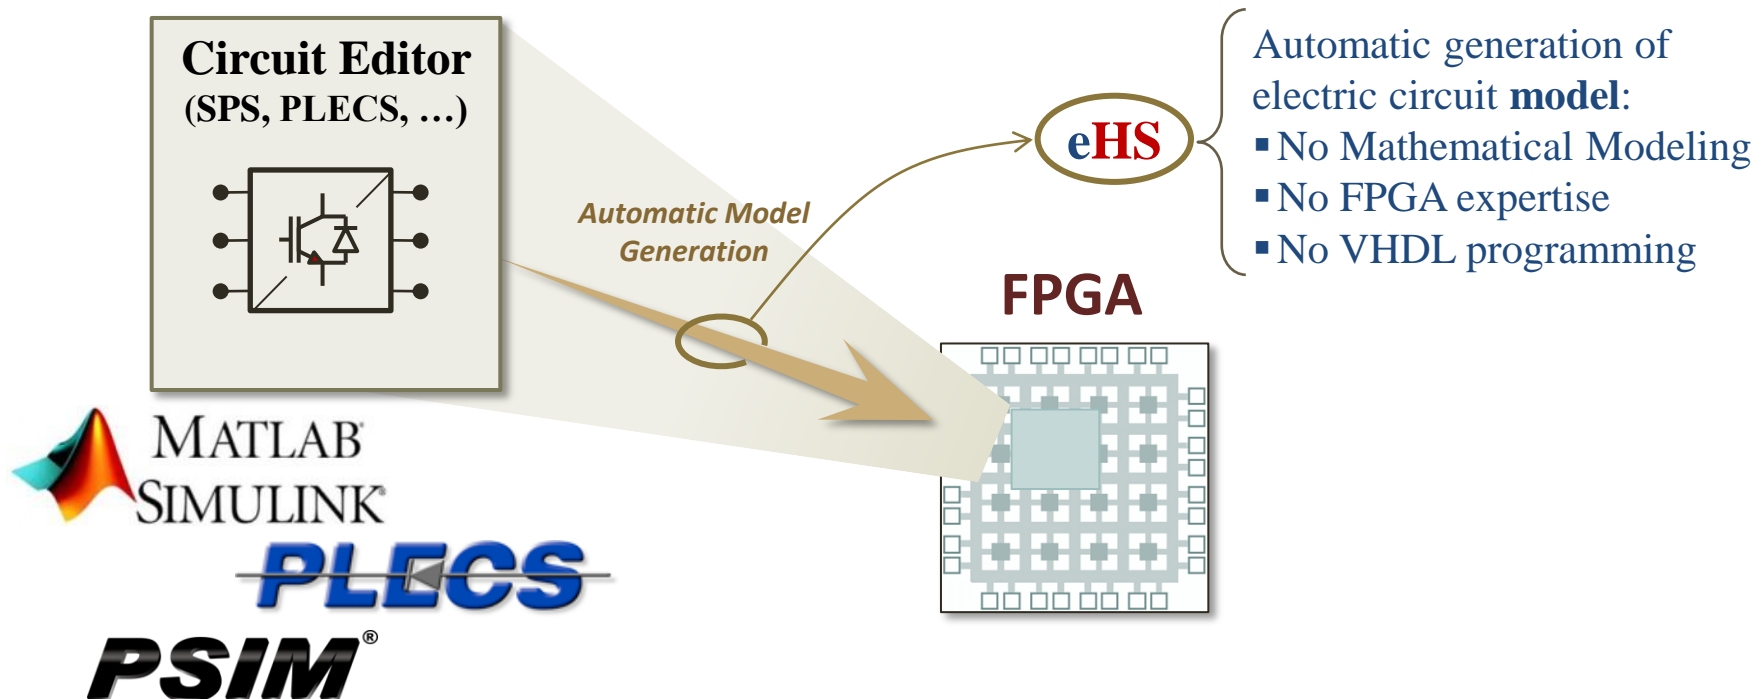 Circuit Editor
(SPS, PLECS, …)
Automatic Model
Generation
eHS
Automatic generation of
electric circuit model:
▪ No Mathematical Modeling
▪ No FPGA expertise
▪ No VHDL programming
FPGA
MATLAB®
SIMULINK®
PLECS
PSIM®